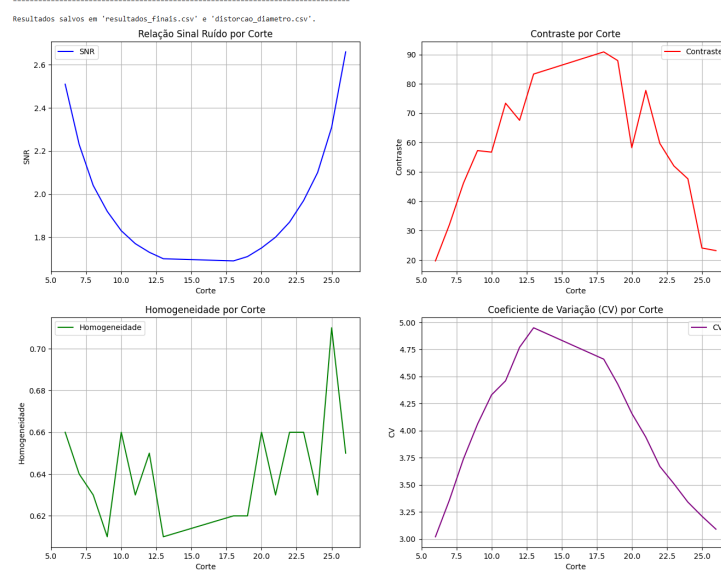 Resultados salvos em 'resultados_finais.csv' e 'distorcao_diametro.csv'.
Relação Sinal Ruído por Corte
SNR
2.6
2.4
2.2
2.0
1.8
SNR
5.0 7.5 10.0 12.5 15.0 17.5 20.0 22.5 25.0
Corte
Contraste por Corte
Contraste
90
80
70
60
50
40
30
20
Contraste
5.0 7.5 10.0 12.5 15.0 17.5 20.0 22.5 25.0
Corte
Homogeneidade por Corte
Homogeneidade
0.70
0.68
0.66
0.64
0.62
Homogeneidade
5.0 7.5 10.0 12.5 15.0 17.5 20.0 22.5 25.0
Corte
Coeficiente de Variação (CV) por Corte
CV
5.00
4.75
4.50
4.25
4.00
3.75
3.50
3.25
3.00
CV
5.0 7.5 10.0 12.5 15.0 17.5 20.0 22.5 25.0
Corte